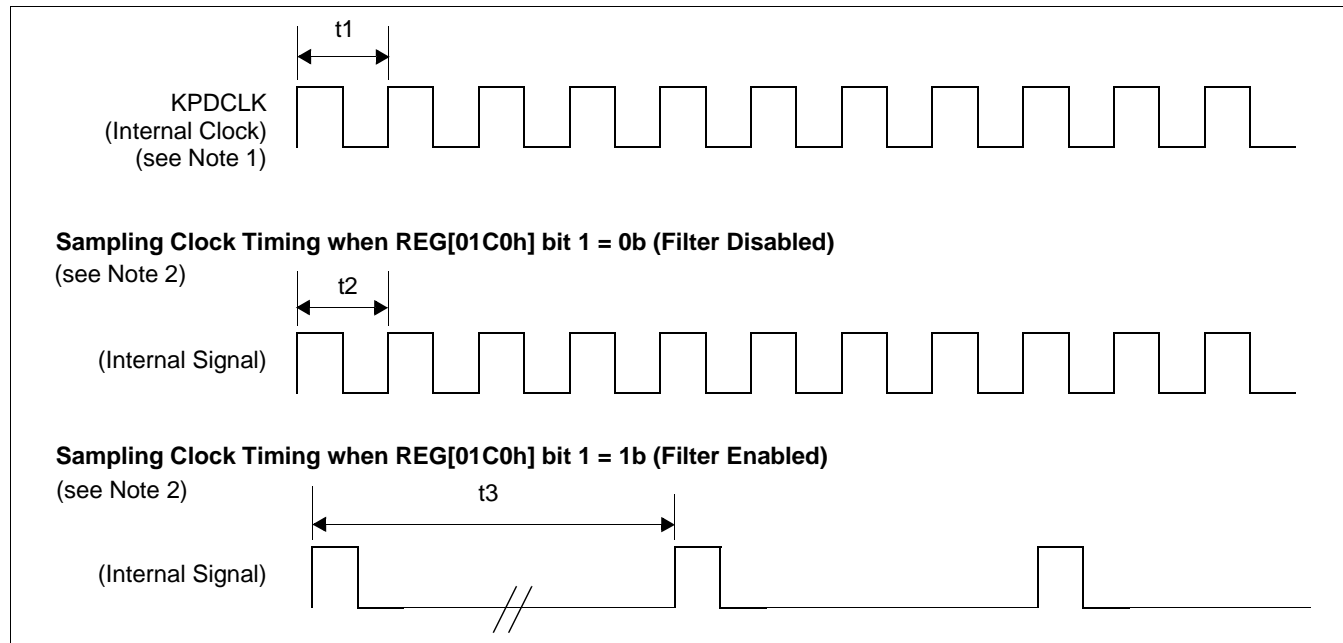 t1
KPDCLK
(Internal Clock)
(see Note 1)
Sampling Clock Timing when REG[01C0h] bit 1 = 0b (Filter Disabled)
(see Note 2)
t2
(Internal Signal)
Sampling Clock Timing when REG[01C0h] bit 1 = 1b (Filter Enabled)
(see Note 2)
t3
(Internal Signal)